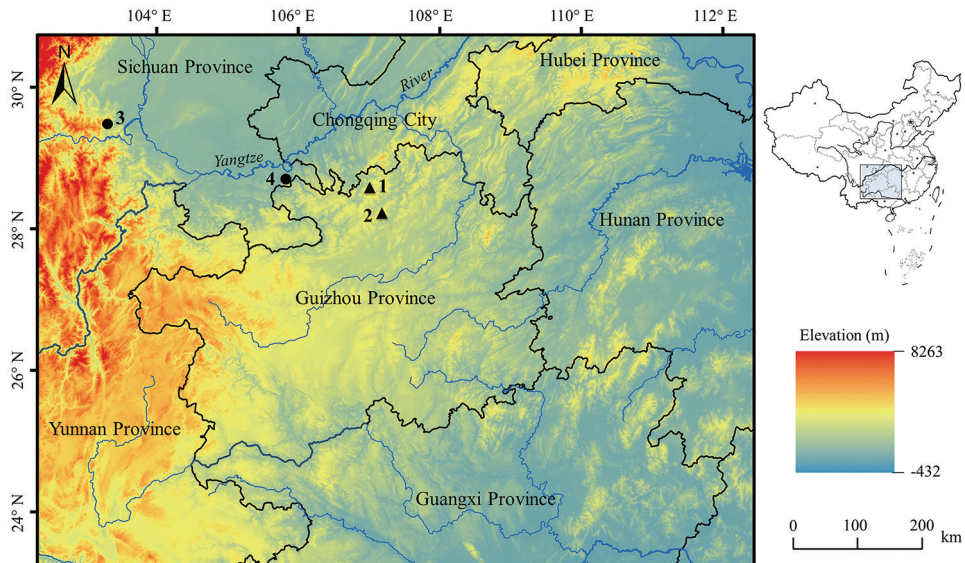 104° E 106° E 108° E 110° E 112° E
30° N
28° N
26° N
24° N
N
Sichuan Province
Hubei Province
River
Chongqing City
3
Yangtze
4
1
2
Hunan Province
Guizhou Province
Yunnan Province
Guangxi Province
Elevation (m)
8263
-432
0 100 200
km